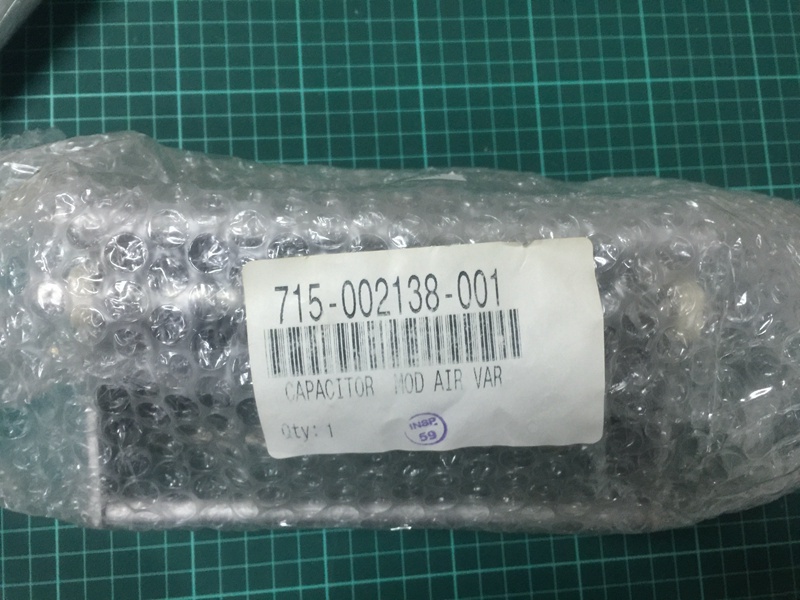 715-002138-001
CAPACITOR MOD AIR VAR
Qty: 1
INSP.
59